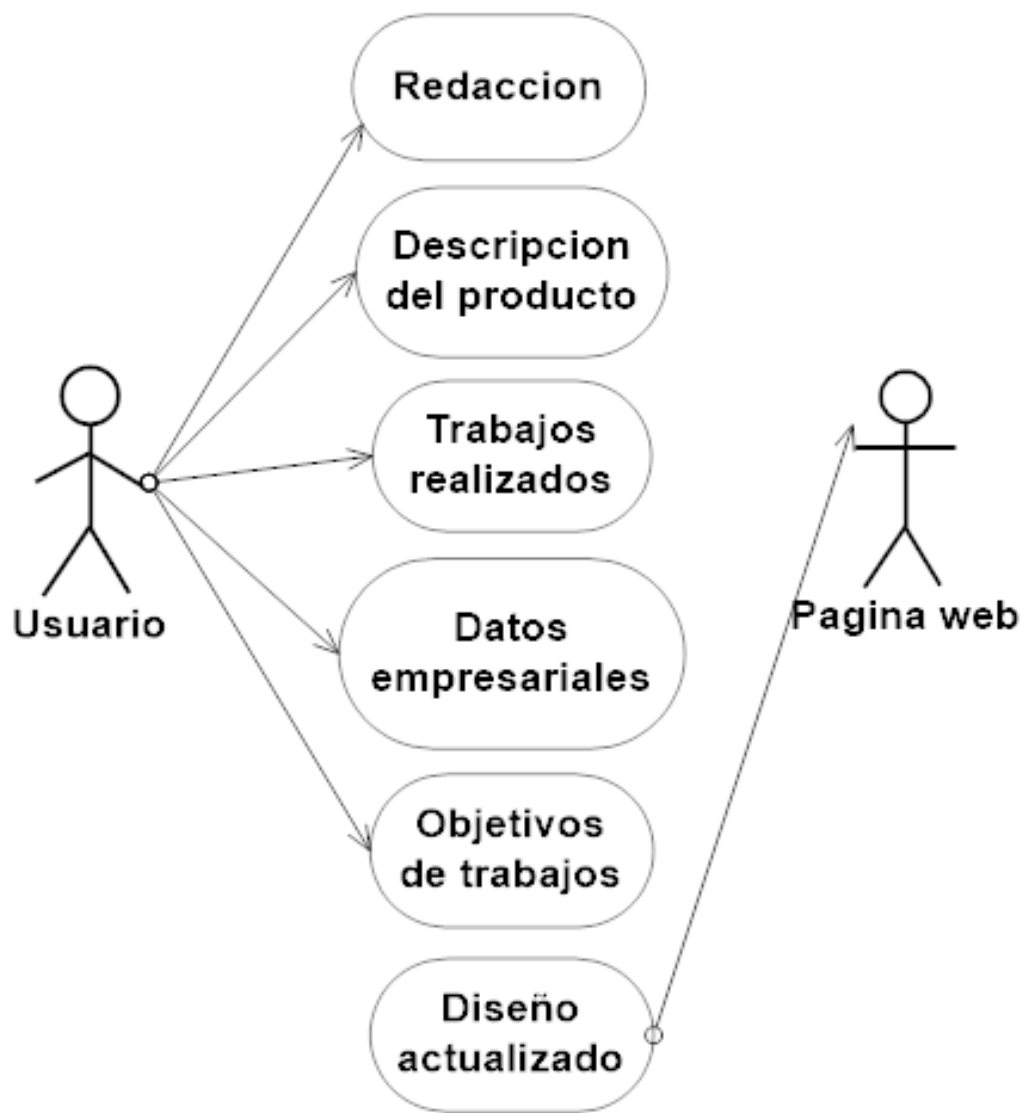 Redaccion
Descripcion
del producto
Trabajos
realizados
Usuario
Pagina web
Datos
empresariales
Objetivos
de trabajos
Diseño
actualizado